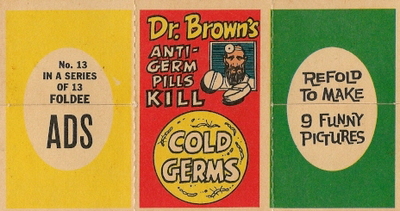 No. 13
IN A SERIES
OF 13
FOLDEE
ADS
Dr. Brown's
ANTI-
GERM
PILLS
KILL
COLD
GERMS
REFOLD
TO MAKE
9 FUNNY
PICTURES